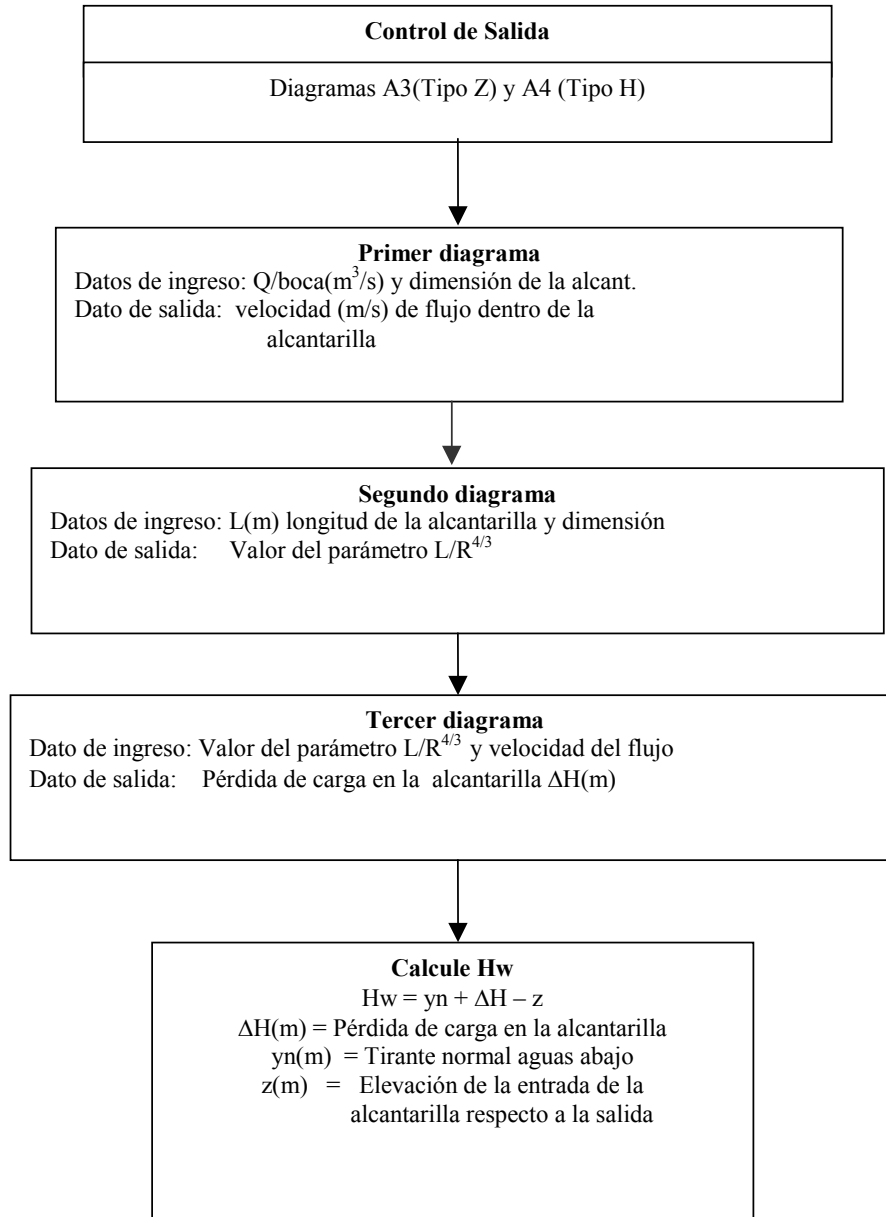 Control de Salida
Diagramas A3(Tipo Z) y A4 (Tipo H)
Primer diagrama
Datos de ingreso: Q/boca(m³/s) y dimensión de la alcant.
Dato de salida: velocidad (m/s) de flujo dentro de la
alcantarilla
Segundo diagrama
Datos de ingreso: L(m) longitud de la alcantarilla y dimensión
Dato de salida: Valor del parámetro L/R^4/3
Tercer diagrama
Dato de ingreso: Valor del parámetro L/R^4/3 y velocidad del flujo
Dato de salida: Pérdida de carga en la alcantarilla ΔH(m)
Calcule Hw
Hw = yn + ΔH – z
ΔH(m) = Pérdida de carga en la alcantarilla
yn(m) = Tirante normal aguas abajo
z(m) = Elevación de la entrada de la
alcantarilla respecto a la salida